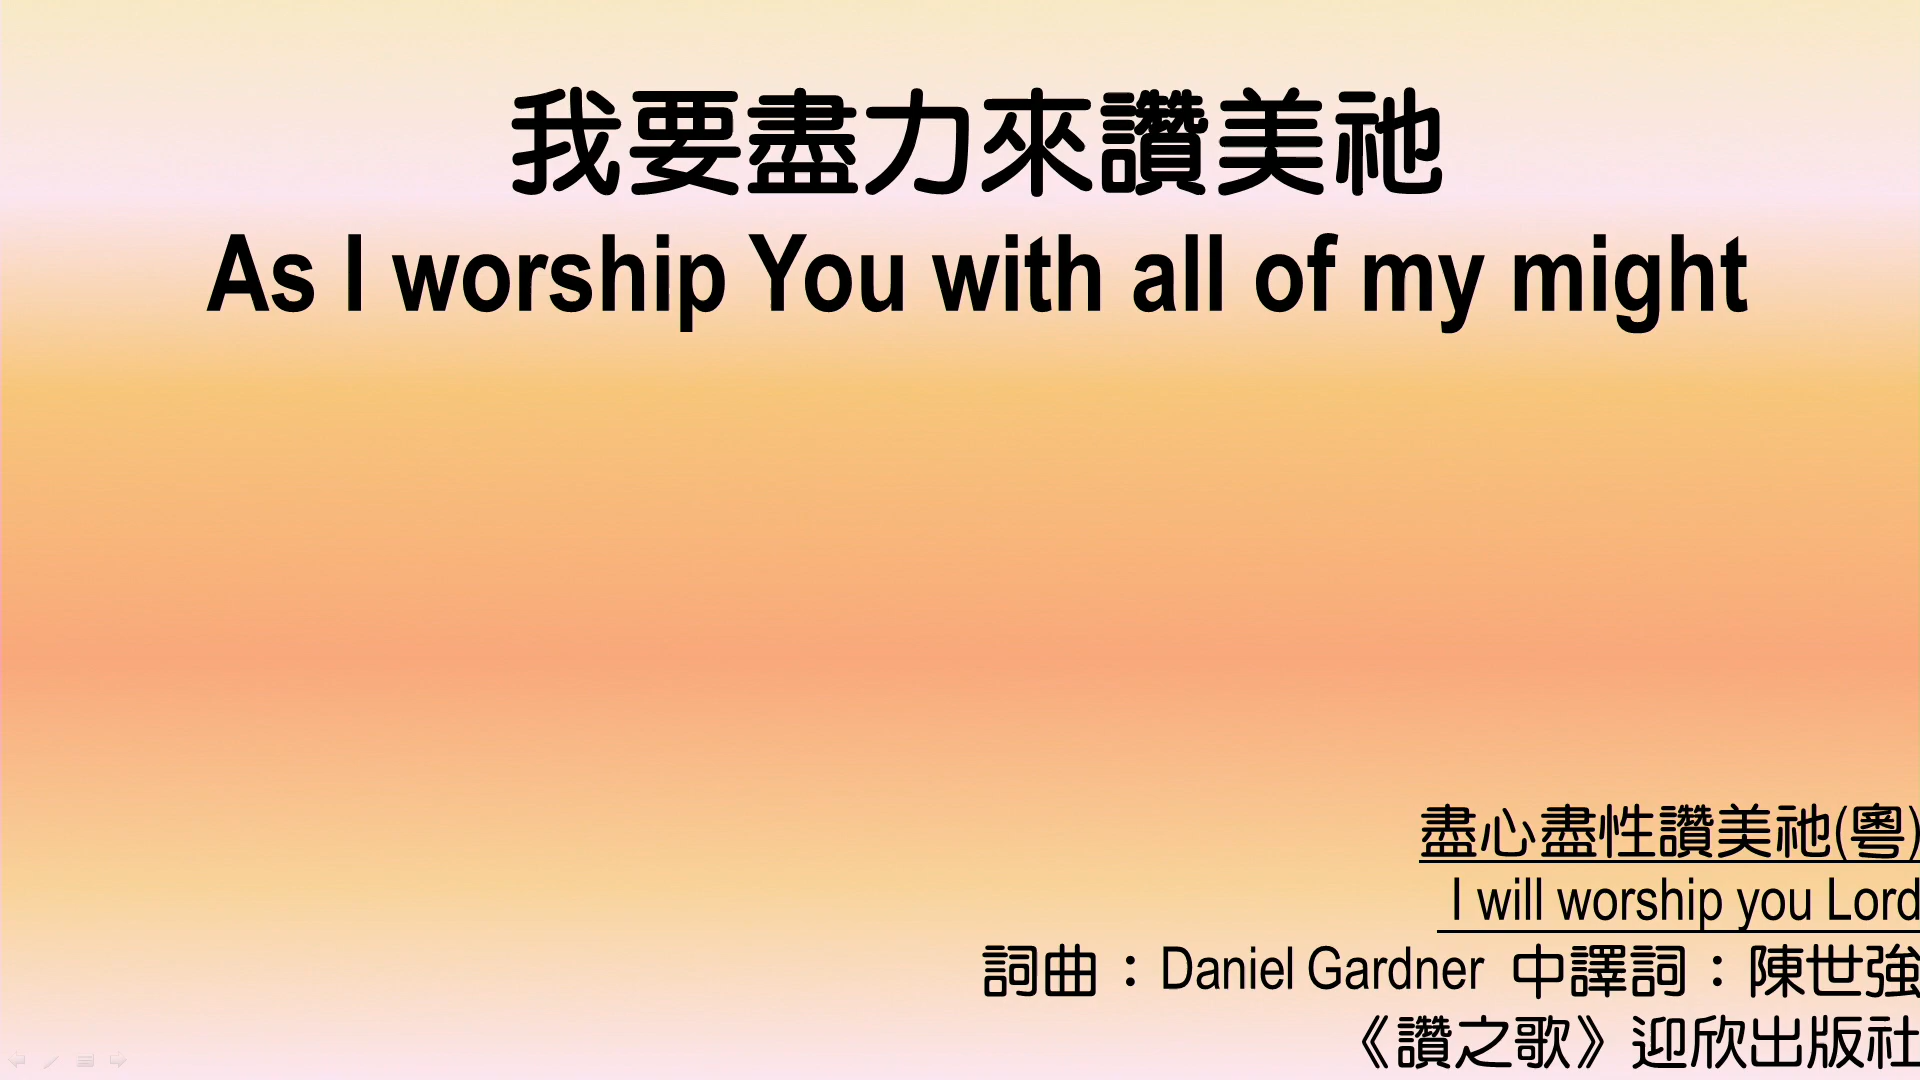 我要盡力來讚美祂
As I worship You with all of my might
盡心盡性讚美祂(粵)
I will worship you Lord
詞曲：Daniel Gardner 中譯詞：陳世強
《讚之歌》迎欣出版社